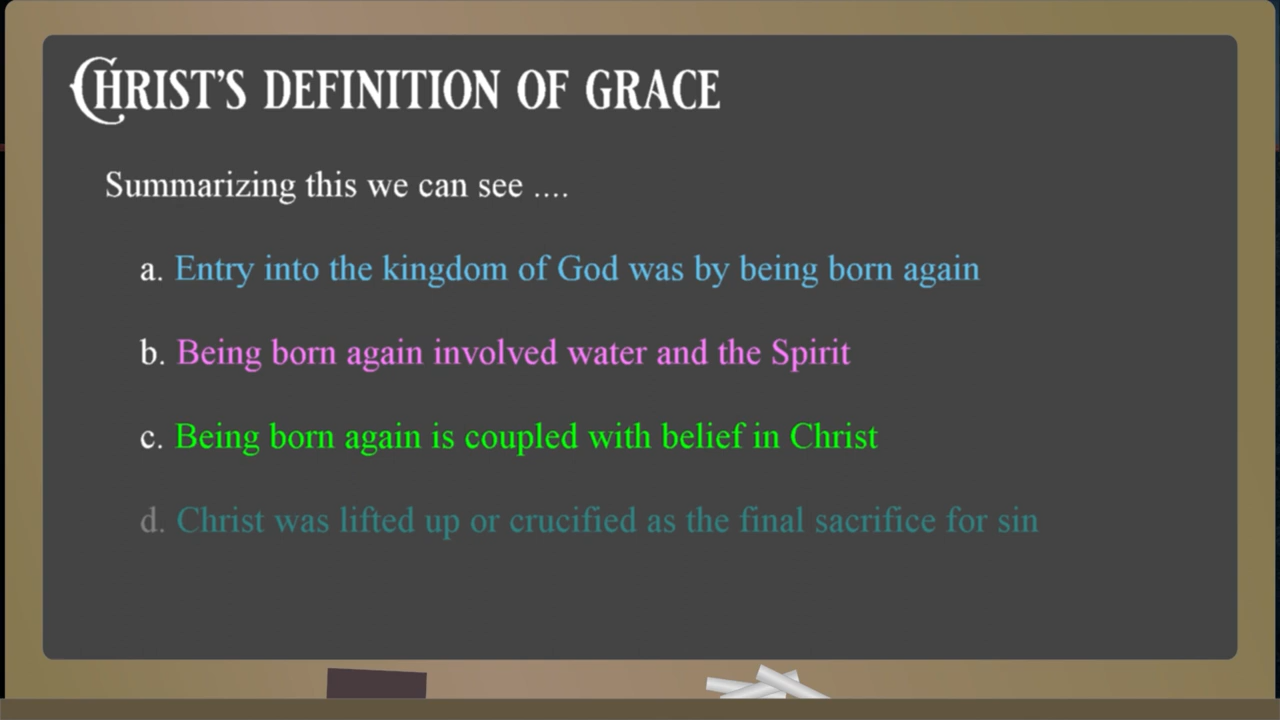 CHRIST'S DEFINITION OF GRACE
Summarizing this we can see ....
a. Entry into the kingdom of God was by being born again
b. Being born again involved water and the Spirit
c. Being born again is coupled with belief in Christ
d. Christ was lifted up or crucified as the final sacrifice for sin